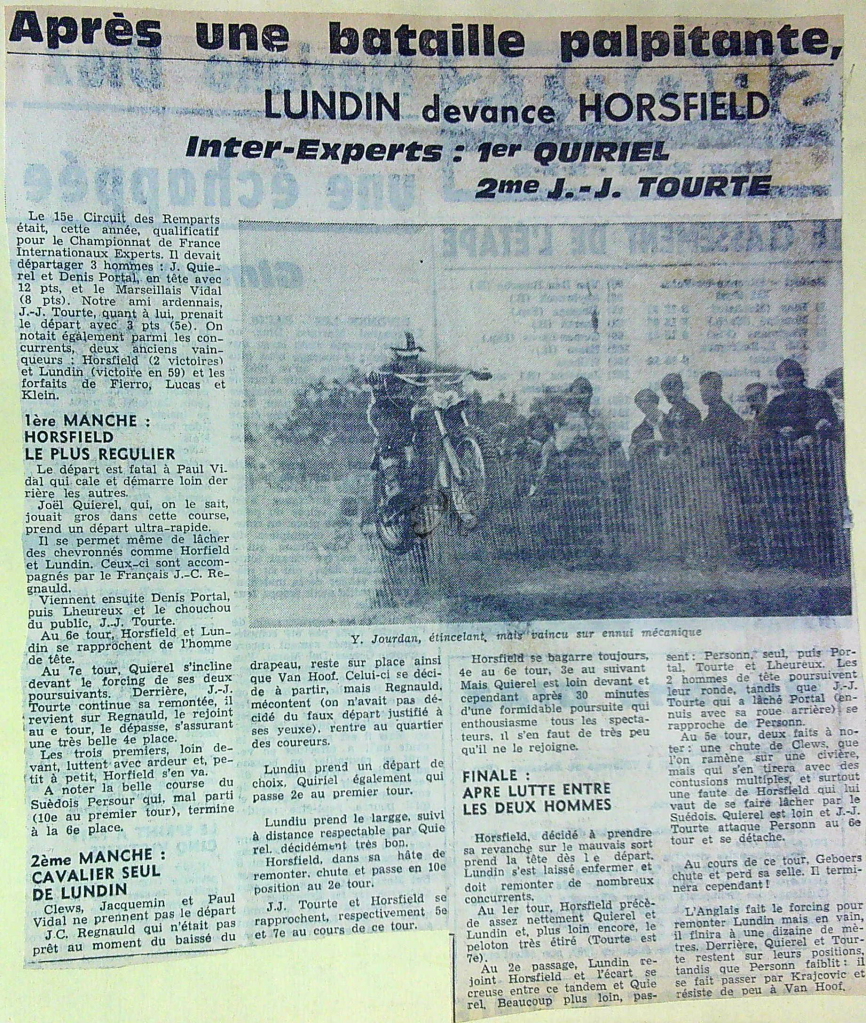 Après une bataille palpitante,
LUNDIN devance HORSFIELD
Inter-Experts : 1er QUIRIEL
2me J.-J. TOURTE
Le 15e Circuit des Remparts
était, cette année, qualificatif
pour le Championnat de France
Internationaux Experts. Il devait
départager 3 hommes : J. Quie-
rel et Denis Portal, en tête avec
12 pts, et le Marseillais Vidal
(8 pts). Notre ami ardennais,
J.-J. Tourte, quant à lui, prenait
le départ avec 3 pts (5e). On
notait également parmi les con-
currents, deux anciens vain-
queurs : Horsfield (2 victoires)
et Lundin (victoire en 59) et les
forfaits de Fierro, Lucas et
Klein.
1ère MANCHE :
HORSFIELD
LE PLUS REGULIER
Le départ est fatal à Paul Vi-
dal qui cale et démarre loin der
rière les autres.
Joël Quierel, qui, on le sait,
jouait gros dans cette course,
prend un départ ultra-rapide.
Il se permet même de lâcher
des chevronnés comme Horfield
et Lundin. Ceux-ci sont accom-
pagnés par le Français J.-C. Re-
gnauld.
Viennent ensuite Denis Portal,
puis Lheureux et le chouchou
du public, J.-J. Tourte.
Au 6e tour, Horsfield et Lun-
din se rapprochent de l'homme
de tête.
Au 7e tour, Quierel s'incline
devant le forcing de ses deux
poursuivants. Derrière, J.-J.
Tourte continue sa remontée, il
revient sur Regnauld, le rejoint
au e tour, le dépasse, s'assurant
une très belle 4e place.
Les trois premiers, loin de-
vant, luttent avec ardeur et, pe-
tit à petit, Horfield s'en va.
A noter la belle course du
Suèdois Persour qui, mal parti
(10e au premier tour), termine
à la 6e place.
2ème MANCHE :
CAVALIER SEUL
DE LUNDIN
Clews, Jacquemin et Paul
Vidal ne prennent pas le départ
J.C. Regnauld qui n'était pas
prêt au moment du baissé du
Y. Jourdan, étincelant, mais vaincu sur ennui mécanique
drapeau, reste sur place ainsi
que Van Hoof. Celui-ci se déci-
de à partir, mais Regnauld,
mécontent (on n'avait pas dé-
cidé du faux départ justifié à
ses yeuxe). rentre au quartier
des coureurs.
Lundiu prend un départ de
choix, Quiriel également qui
passe 2e au premier tour.
Lundiu prend le largge, suivi
à distance respectable par Quie
rel, décidément très bon.
Horsfield, dans sa hâte de
remonter, chute et passe en 10e
position au 2e tour.
J.J. Tourte et Horsfield se
rapprochent, respectivement 5e
et 7e au cours de ce tour.
Horsfield se bagarre toujours,
4e au 6e tour, 3e au suivant
Mais Quierel est loin devant et
cependant après 30 minutes
d'une formidable poursuite qui
enthousiasme tous les specta-
teurs, il s'en faut de très peu
qu'il ne le rejoigne.
FINALE :
APRE LUTTE ENTRE
LES DEUX HOMMES
Horsfield, décidé à prendre
sa revanche sur le mauvais sort
prend la tête dès le départ.
Lundin s'est laissé enfermer et
doit remonter de nombreux
concurrents.
Au 1er tour, Horsfield précè-
de assez nettement Quierel et
Lundin et, plus loin encore, le
peloton très étiré (Tourte est
7e).
Au 2e passage, Lundin re-
joint Horsfield et l'écart se
creuse entre ce tandem et Quie
rel, Beaucoup plus loin, pas-
sent : Personn, seul, puis Por-
tal, Tourte et Lheureux. Les
2 hommes de tête poursuivent
leur ronde, tandis que J.-J.
Tourte qui a lâché Portal (en-
nuis avec sa roue arrière) se
rapproche de Personn.
Au 5e tour, deux faits à no-
ter : une chute de Clews, que
l'on ramène sur une civière,
mais qui s'en tirera avec des
contusions multiples, et surtout
une faute de Horsfield qui lui
vaut de se faire lâcher par le
Suédois. Quierel est loin et J.-J.
Tourte attaque Personn au 6e
tour et se détache.
Au cours de ce tour, Geboers
chute et perd sa selle. Il termi-
néra cependant !
L'Anglais fait le forcing pour
remonter Lundin mais en vain,
il finira à une dizaine de mè-
tres. Derrière, Quierel et Tour-
te restent sur leurs positions,
tandis que Personn faiblit : il
se fait passer par Krajcovic et
résiste de peu à Van Hoof.